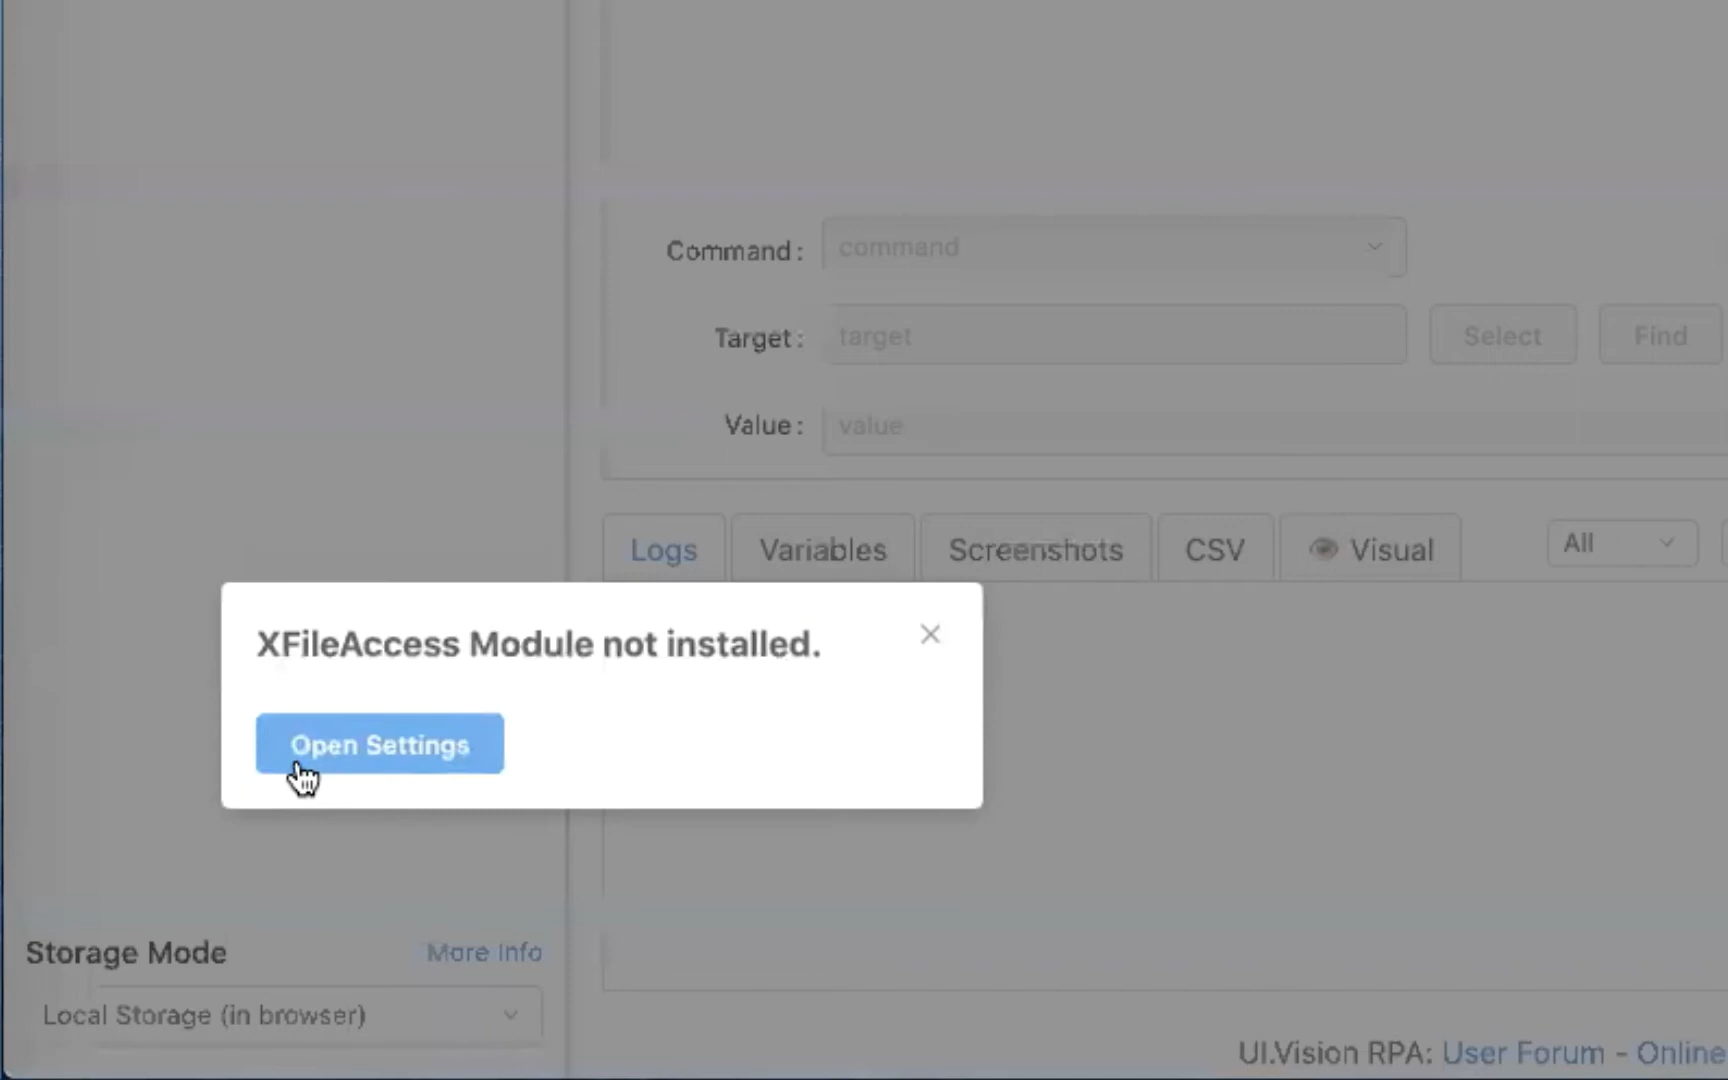 Command: command
Target: target Select Find
Value: value
Logs Variables Screenshots CSV Visual All
XFileAccess Module not installed.
Open Settings
Storage Mode More Info
Local Storage (in browser)
UI.Vision RPA: User Forum - Online